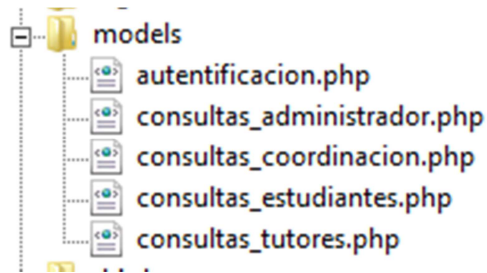 models
autentificacion.php
consultas_administrador.php
consultas_coordinacion.php
consultas_estudiantes.php
consultas_tutores.php